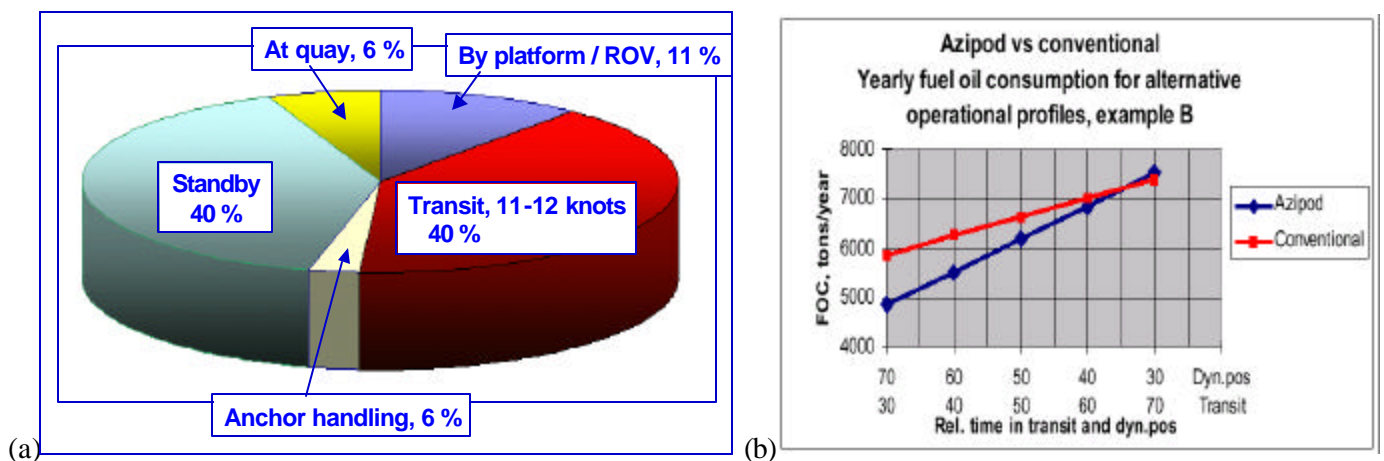 At quay, 6 %
By platform / ROV, 11 %
Standby
40 %
Transit, 11-12 knots
40 %
Anchor handling, 6 %
(a)
Azipod vs conventional
Yearly fuel oil consumption for alternative
operational profiles, example B
FOC, tons/year
8000
7000
6000
5000
4000
Azipod
Conventional
70 60 50 40 30 Dyn.pos
30 40 50 60 70 Transit
Rel. time in transit and dyn.pos
(b)